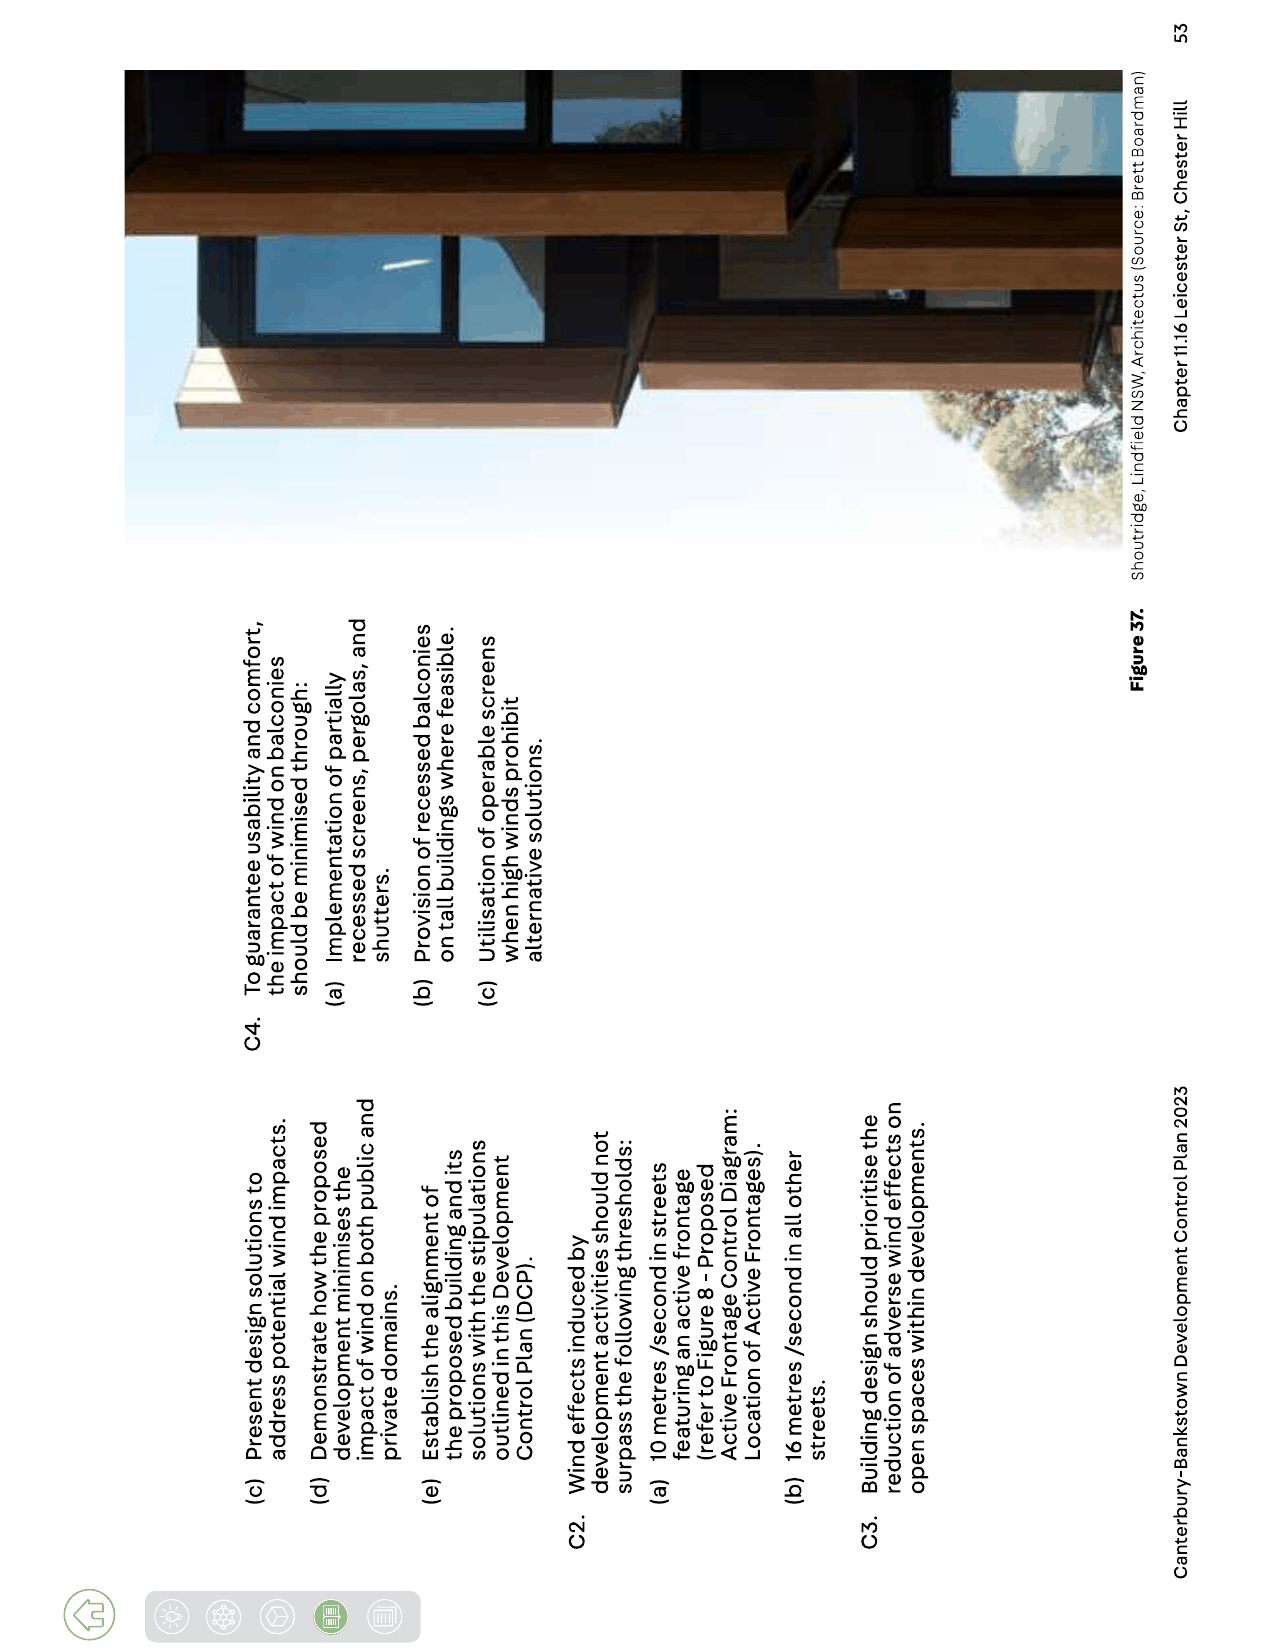 (c) Present design solutions to
address potential wind impacts.
(d) Demonstrate how the proposed
development minimises the
impact of wind on both public and
private domains.
(e) Establish the alignment of
the proposed building and its
solutions with the stipulations
outlined in this Development
Control Plan (DCP).
C2. Wind effects induced by
development activities should not
surpass the following thresholds:
(a) 10 metres /second in streets
featuring an active frontage
(refer to Figure 8 - Proposed
Active Frontage Control Diagram:
Location of Active Frontages).
(b) 16 metres /second in all other
streets.
C3. Building design should prioritise the
reduction of adverse wind effects on
open spaces within developments.
C4. To guarantee usability and comfort,
the impact of wind on balconies
should be minimised through:
(a) Implementation of partially
recessed screens, pergolas, and
shutters.
(b) Provision of recessed balconies
on tall buildings where feasible.
(c) Utilisation of operable screens
when high winds prohibit
alternative solutions.
Figure 37. Shoutridge, Lindfield NSW, Architectus (Source: Brett Boardman)
Canterbury-Bankstown Development Control Plan 2023
Chapter 11.16 Leicester St, Chester Hill 53